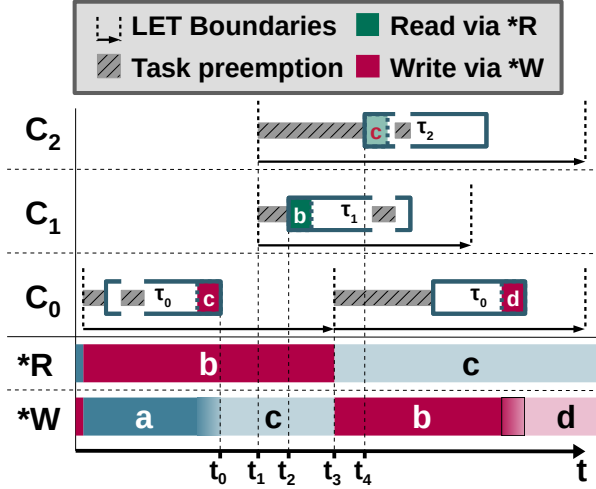 LET Boundaries Read via *R
Task preemption Write via *W
C₂ c τ₂
C₁ b τ₁
C₀ τ₀ c τ₀ d
*R b c
*W a c b d
t₀ t₁ t₂ t₃ t₄ t